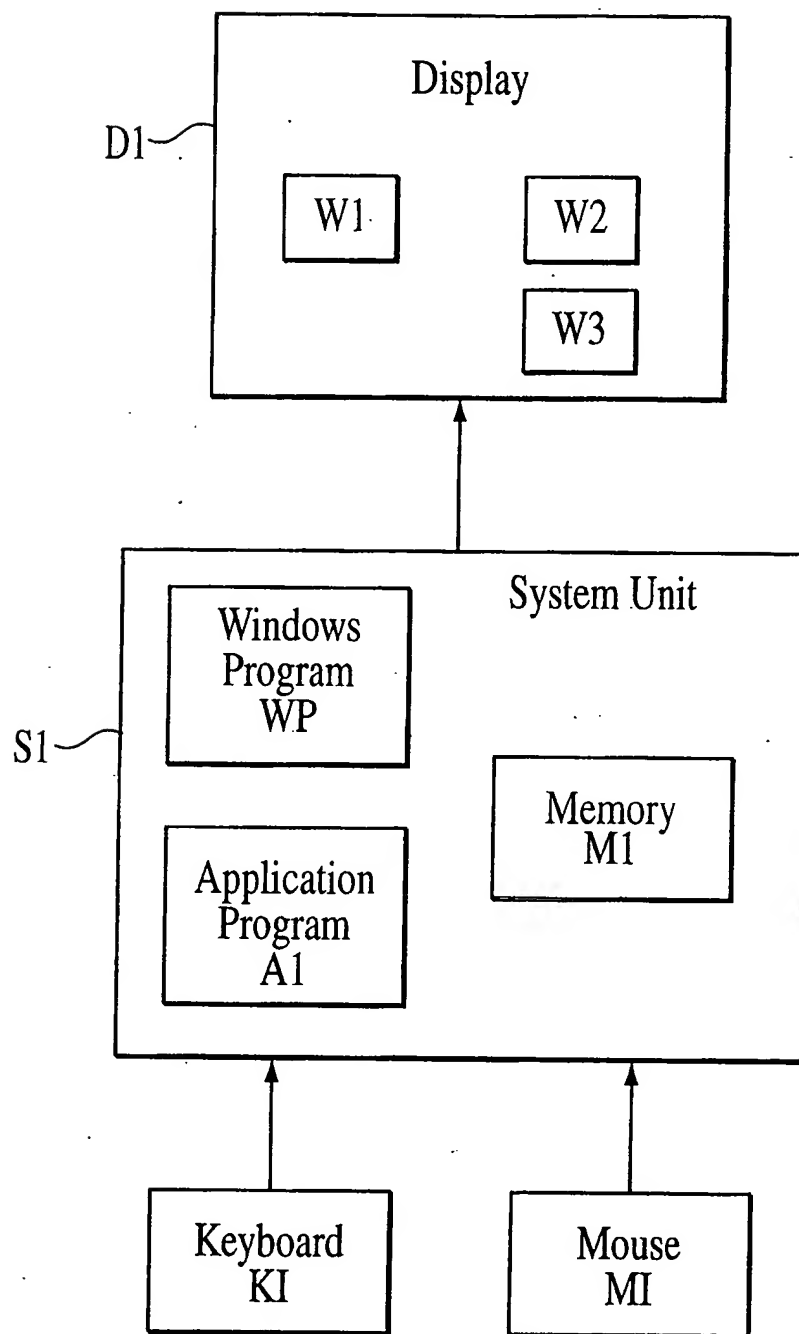 Display
D1
W1
W2
W3
System Unit
Windows
Program
WP
S1
Memory
M1
Application
Program
A1
Keyboard
KI
Mouse
MI